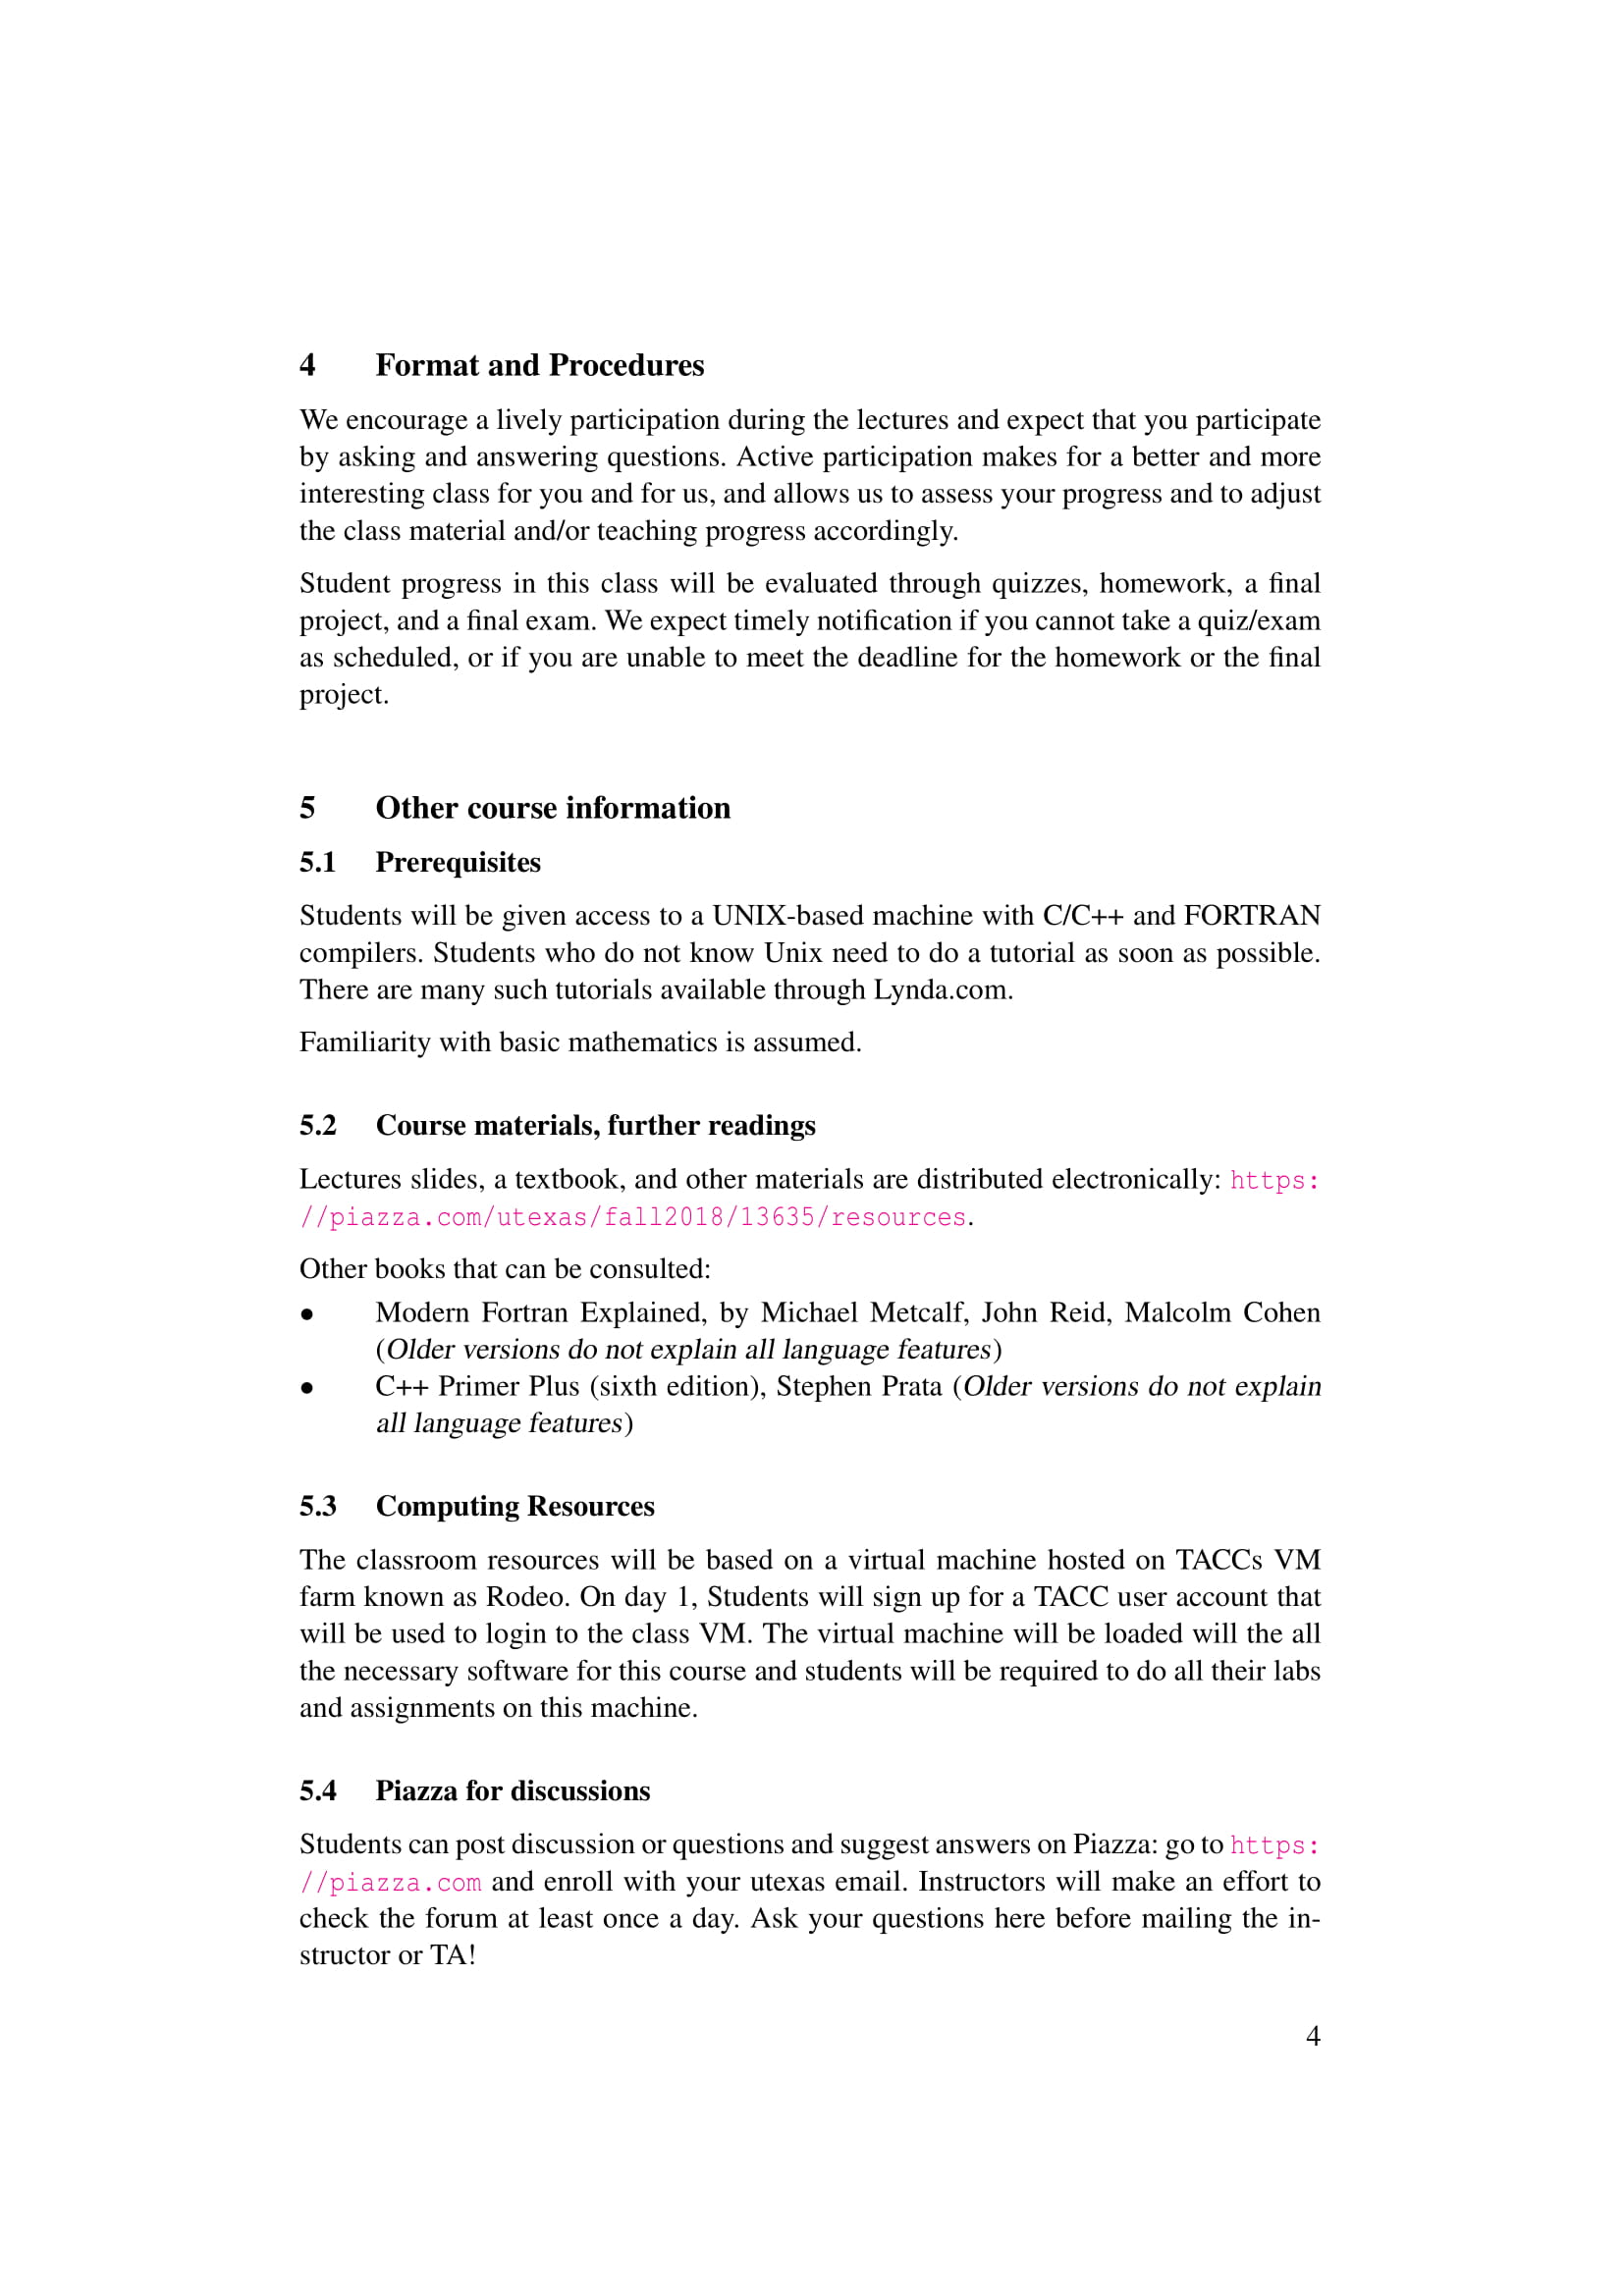 4 Format and Procedures
We encourage a lively participation during the lectures and expect that you participate
by asking and answering questions. Active participation makes for a better and more
interesting class for you and for us, and allows us to assess your progress and to adjust
the class material and/or teaching progress accordingly.
Student progress in this class will be evaluated through quizzes, homework, a final
project, and a final exam. We expect timely notification if you cannot take a quiz/exam
as scheduled, or if you are unable to meet the deadline for the homework or the final
project.
5 Other course information
5.1 Prerequisites
Students will be given access to a UNIX-based machine with C/C++ and FORTRAN
compilers. Students who do not know Unix need to do a tutorial as soon as possible.
There are many such tutorials available through Lynda.com.
Familiarity with basic mathematics is assumed.
5.2 Course materials, further readings
Lectures slides, a textbook, and other materials are distributed electronically: https:
//piazza.com/utexas/fall2018/13635/resources.
Other books that can be consulted:
• Modern Fortran Explained, by Michael Metcalf, John Reid, Malcolm Cohen
(Older versions do not explain all language features)
• C++ Primer Plus (sixth edition), Stephen Prata (Older versions do not explain
all language features)
5.3 Computing Resources
The classroom resources will be based on a virtual machine hosted on TACCs VM
farm known as Rodeo. On day 1, Students will sign up for a TACC user account that
will be used to login to the class VM. The virtual machine will be loaded will the all
the necessary software for this course and students will be required to do all their labs
and assignments on this machine.
5.4 Piazza for discussions
Students can post discussion or questions and suggest answers on Piazza: go to https:
//piazza.com and enroll with your utexas email. Instructors will make an effort to
check the forum at least once a day. Ask your questions here before mailing the in-
structor or TA!
4